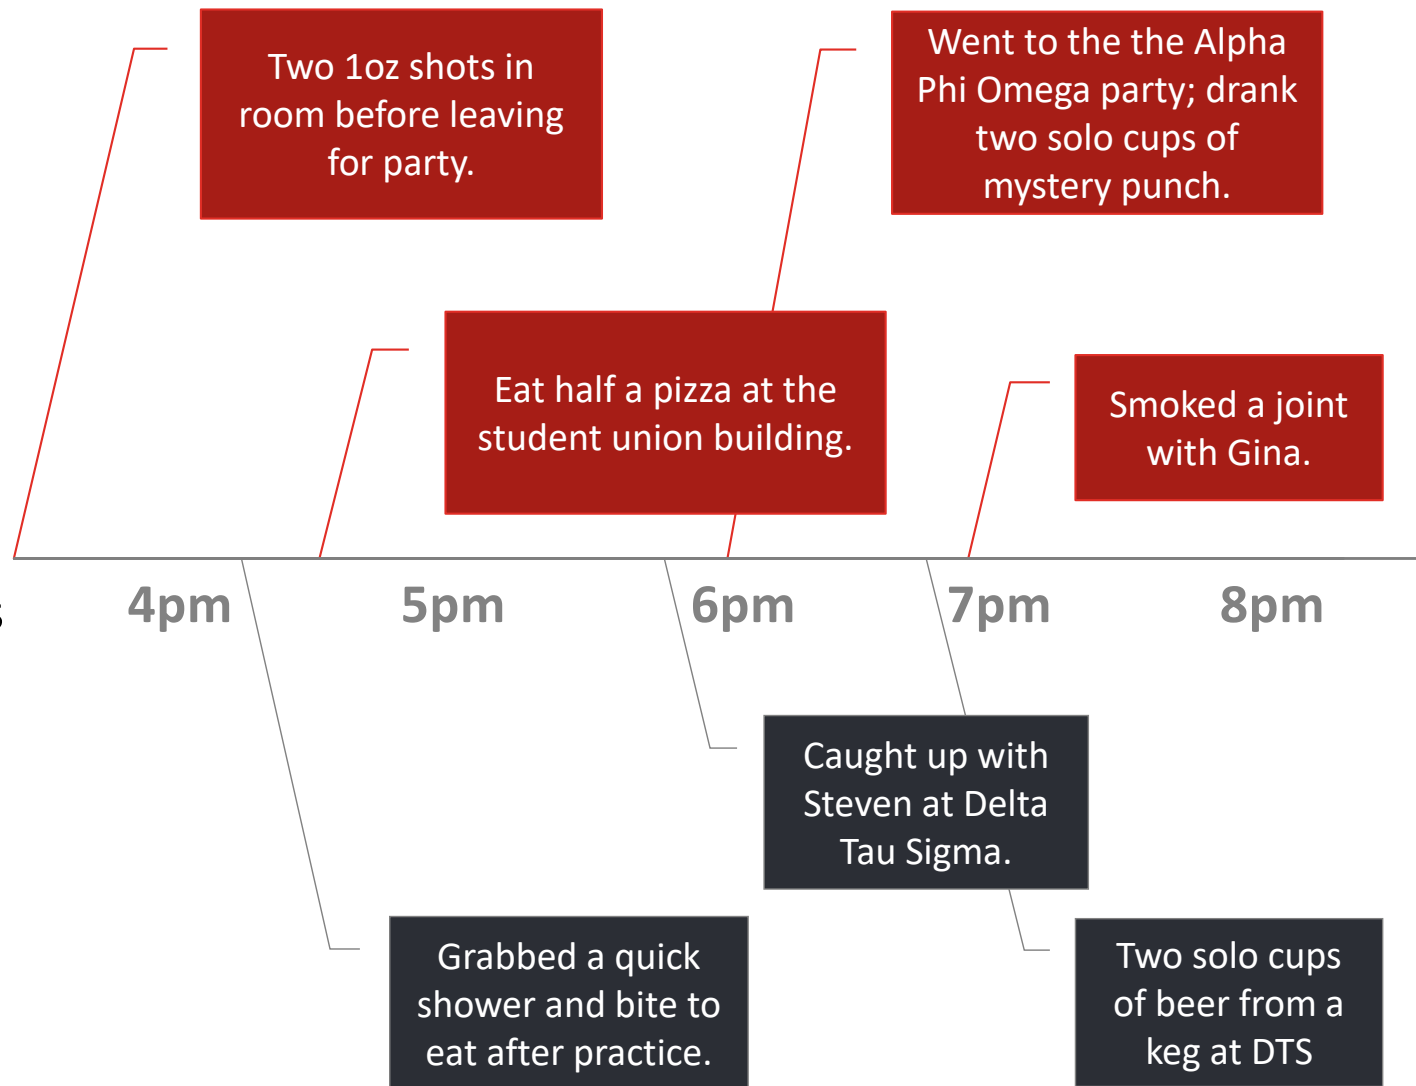 Two 1oz shots in
room before leaving
for party.
Went to the the Alpha
Phi Omega party; drank
two solo cups of
mystery punch.
Eat half a pizza at the
student union building.
Smoked a joint
with Gina.
s
4pm
5pm
6pm
7pm
8pm
Caught up with
Steven at Delta
Tau Sigma.
Grabbed a quick
shower and bite to
eat after practice.
Two solo cups
of beer from a
keg at DTS